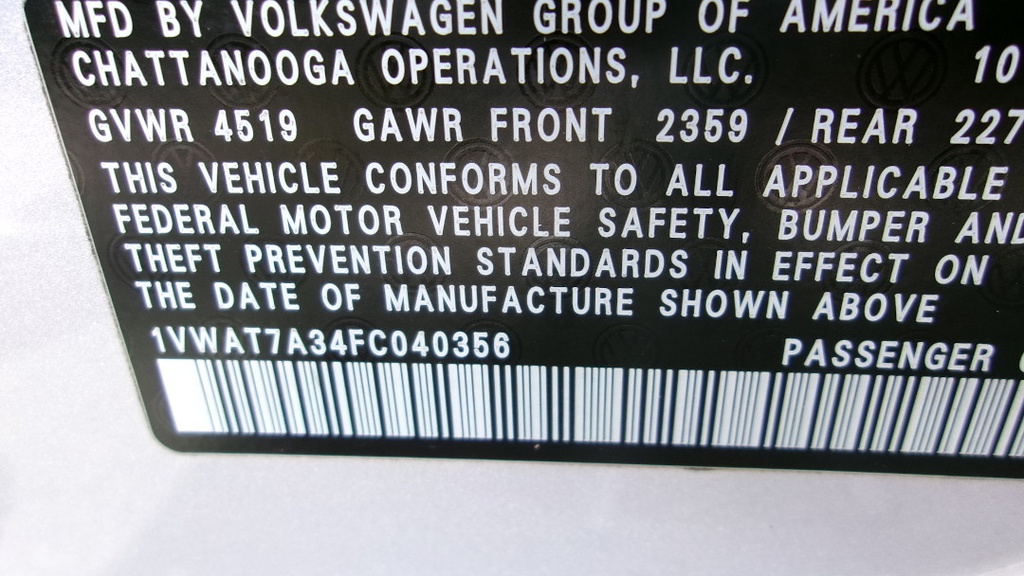 MFD BY VOLKSWAGEN GROUP OF AMERICA
CHATTANOOGA OPERATIONS, LLC. 10
GVWR 4519 GAWR FRONT 2359 / REAR 227
THIS VEHICLE CONFORMS TO ALL APPLICABLE
FEDERAL MOTOR VEHICLE SAFETY, BUMPER AND
THEFT PREVENTION STANDARDS IN EFFECT ON
THE DATE OF MANUFACTURE SHOWN ABOVE
1VWAT7A34FC040356 PASSENGER